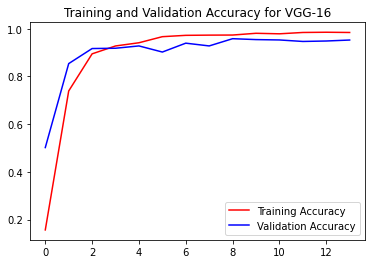 Training and Validation Accuracy for VGG-16
1.0
0.8
0.6
0.4
0.2
Training Accuracy
Validation Accuracy
0 2 4 6 8 10 12